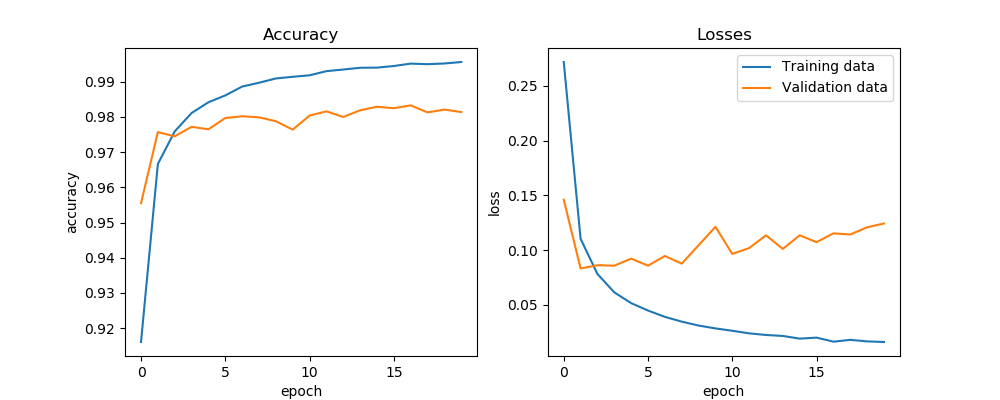 Accuracy
accuracy
0.99
0.98
0.97
0.96
0.95
0.94
0.93
0.92
0 5 10 15
epoch
Losses
loss
0.25
0.20
0.15
0.10
0.05
Training data
Validation data
0 5 10 15
epoch